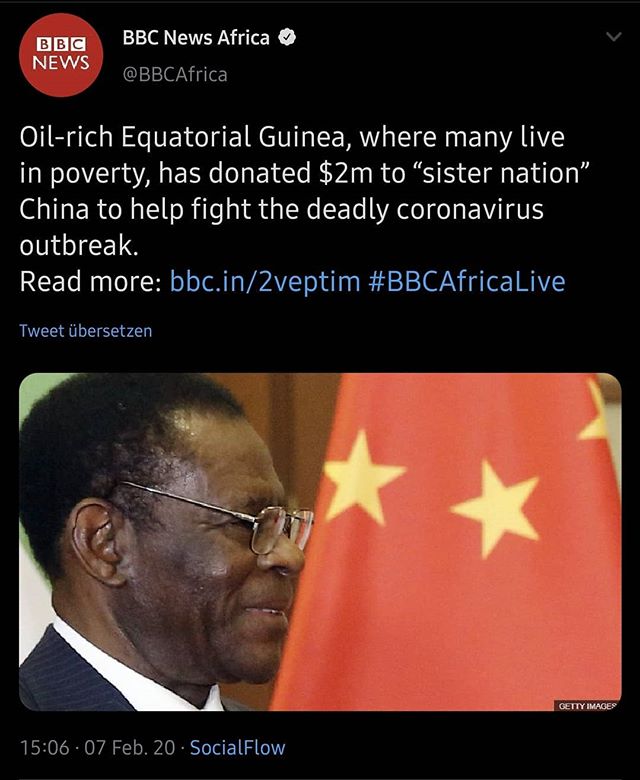 BBC
NEWS
BBC News Africa
@BBCAfrica
Oil-rich Equatorial Guinea, where many live
in poverty, has donated $2m to “sister nation”
China to help fight the deadly coronavirus
outbreak.
Read more: bbc.in/2veptim #BBCAfricaLive
Tweet übersetzen
GETTY IMAGES
15:06 · 07 Feb. 20 · SocialFlow